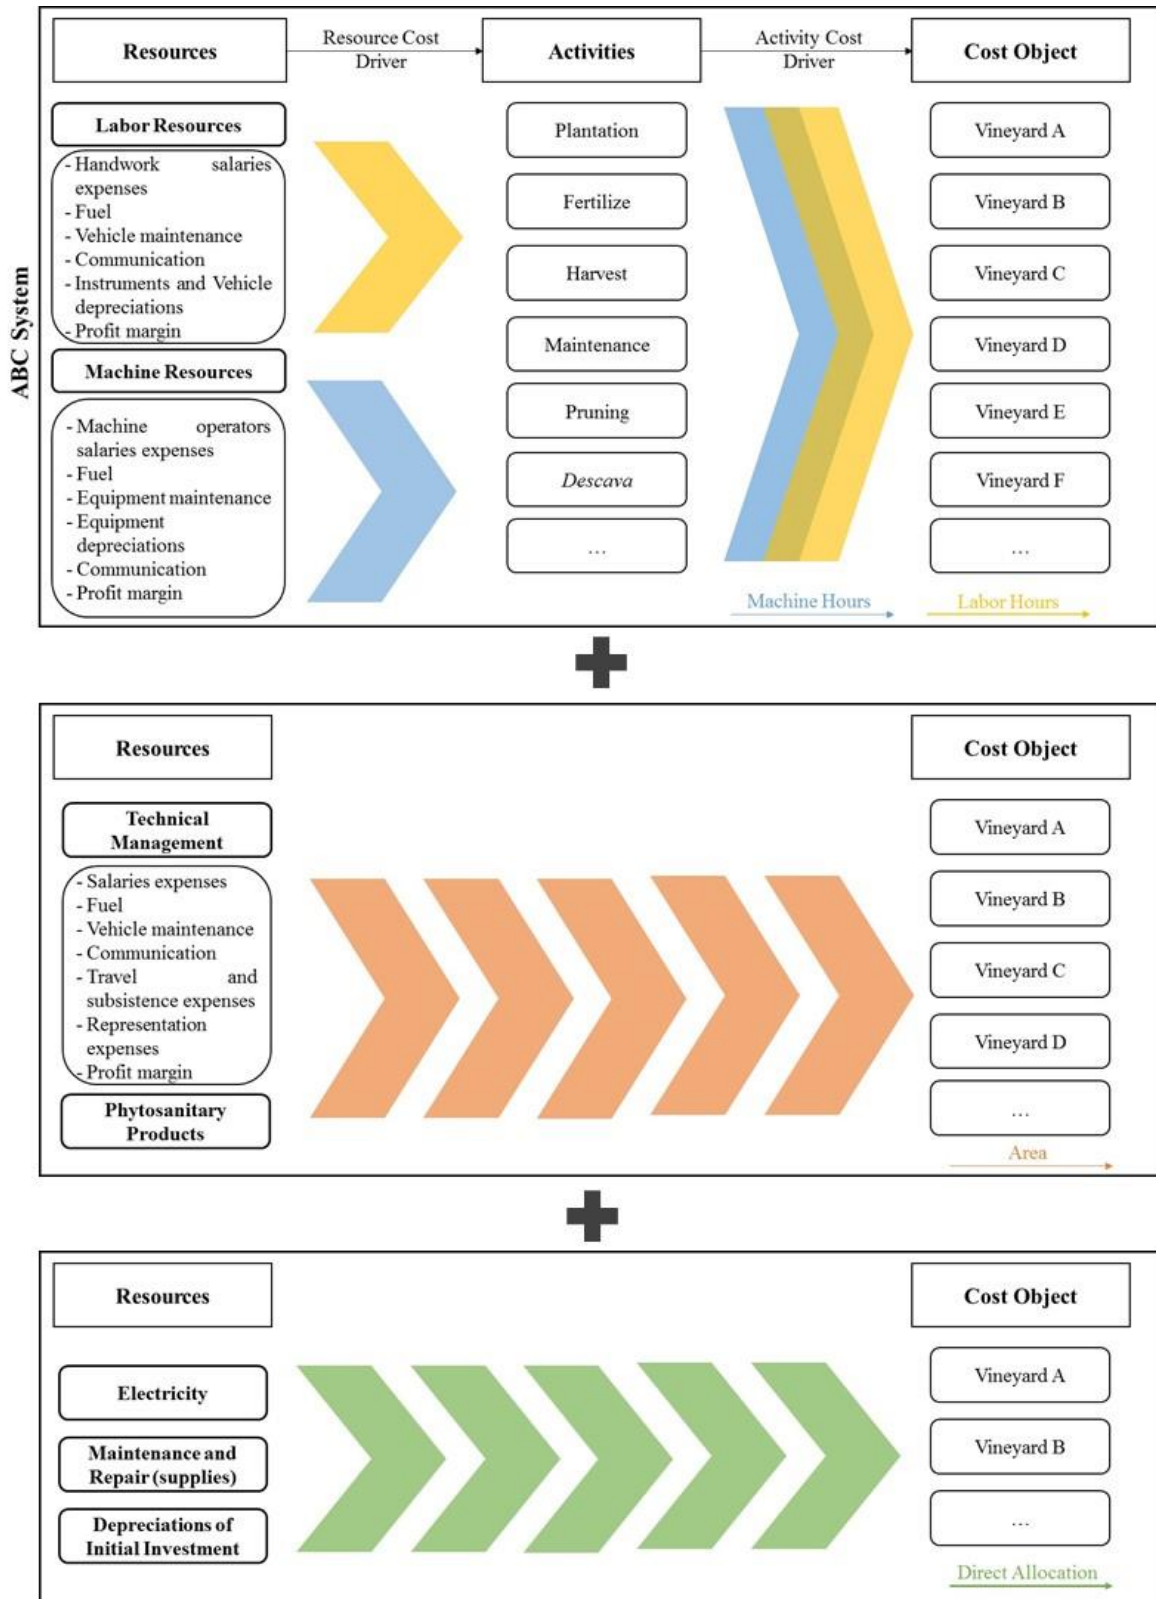 ABC System
Resources
Resource Cost
Driver
Activities
Activity Cost
Driver
Cost Object
Labor Resources
- Handwork salaries
expenses
- Fuel
- Vehicle maintenance
- Communication
- Instruments and Vehicle
depreciations
- Profit margin
Machine Resources
- Machine operators
salaries expenses
- Fuel
- Equipment maintenance
- Equipment
depreciations
- Communication
- Profit margin
Plantation
Fertilize
Harvest
Maintenance
Pruning
Descava
...
Vineyard A
Vineyard B
Vineyard C
Vineyard D
Vineyard E
Vineyard F
...
Machine Hours
Labor Hours
Resources
Cost Object
Technical
Management
- Salaries expenses
- Fuel
- Vehicle maintenance
- Communication
- Travel and
subsistence expenses
- Representation
expenses
- Profit margin
Phytosanitary
Products
Vineyard A
Vineyard B
Vineyard C
Vineyard D
...
Area
Resources
Cost Object
Electricity
Maintenance and
Repair (supplies)
Depreciations of
Initial Investment
Vineyard A
Vineyard B
...
Direct Allocation